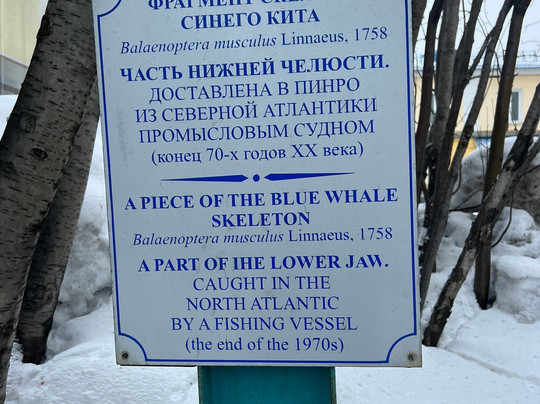 ФРАГМЕНТ
СИНЕГО КИТА
Balaenoptera musculus Linnaeus, 1758
ЧАСТЬ НИЖНЕЙ ЧЕЛЮСТИ.
ДОСТАВЛЕНА В ПИНРО
ИЗ СЕВЕРНОЙ АТЛАНТИКИ
ПРОМЫСЛОВЫМ СУДНОМ
(конец 70-х годов XX века)
A PIECE OF THE BLUE WHALE
SKELETON
Balaenoptera musculus Linnaeus, 1758
A PART OF IHE LOWER JAW.
CAUGHT IN THE
NORTH ATLANTIC
BY A FISHING VESSEL
(the end of the 1970s)